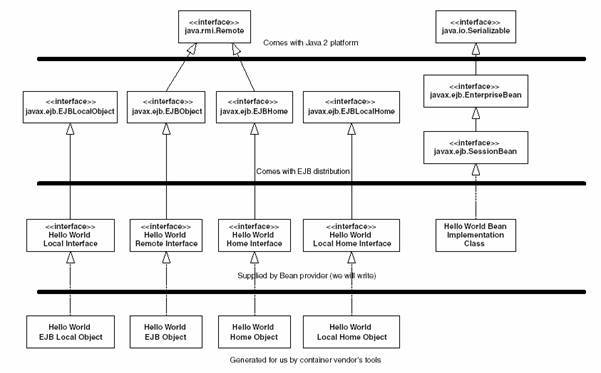 <<interface>>
java.rmi.Remote
<<interface>>
java.io.Serializable
Comes with Java 2 platform
<<interface>>
javax.ejb.EJBLocalObject
<<interface>>
javax.ejb.EJBObject
<<interface>>
javax.ejb.EJBHome
<<interface>>
javax.ejb.EJBLocalHome
<<interface>>
javax.ejb.EnterpriseBean
<<interface>>
javax.ejb.SessionBean
Comes with EJB distribution
<<interface>>
Hello World
Local Interface
<<interface>>
Hello World
Remote Interface
<<interface>>
Hello World
Home Interface
<<interface>>
Hello World
Local Home Interface
Hello World Bean
Implementation
Class
Supplied by Bean provider (we will write)
Hello World
EJB Local Object
Hello World
EJB Object
Hello World
Home Object
Hello World
Local Home Object
Generated for us by container vendor's tools